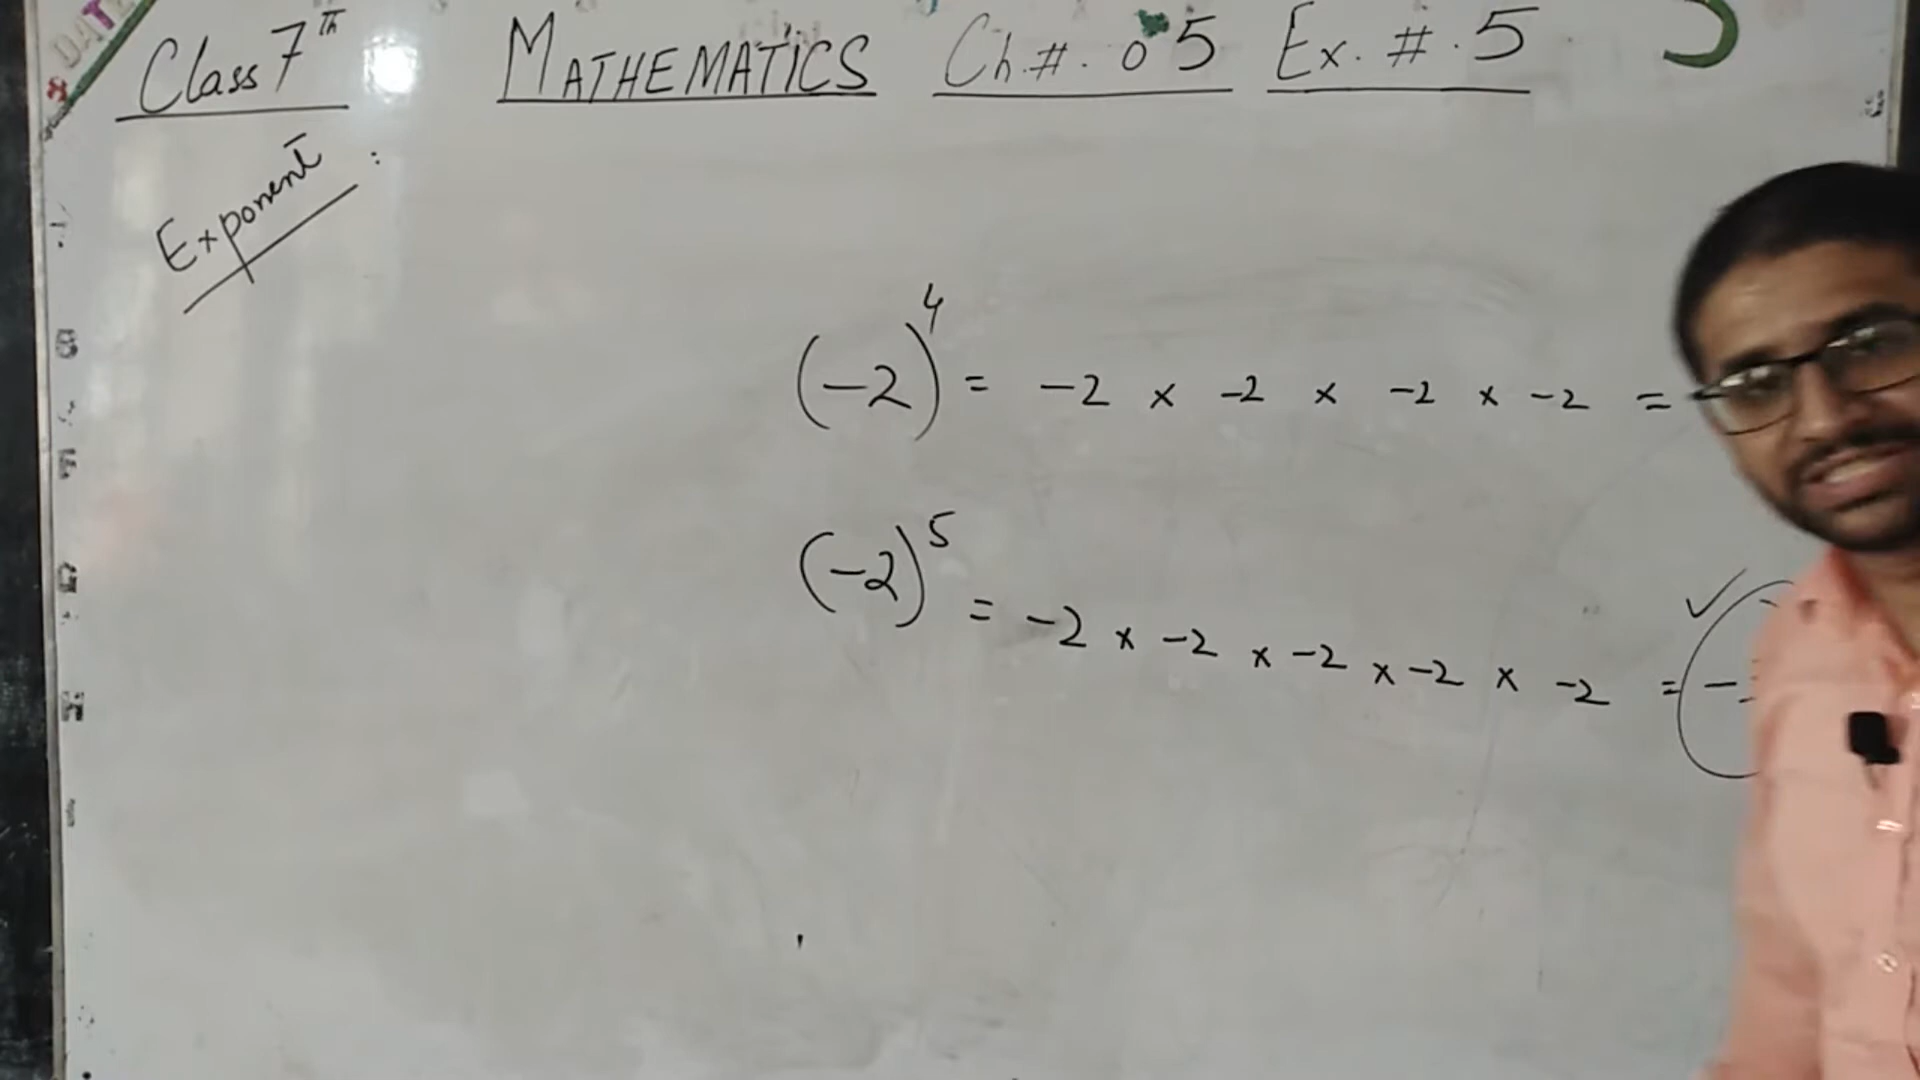 DATE
Class 7th MATHEMATICS Ch.#. 05 Ex. #. 5
Exponent :
(-2)^4 = -2 x -2 x -2 x -2 =
(-2)^5 = -2 x -2 x -2 x -2 x -2 = -